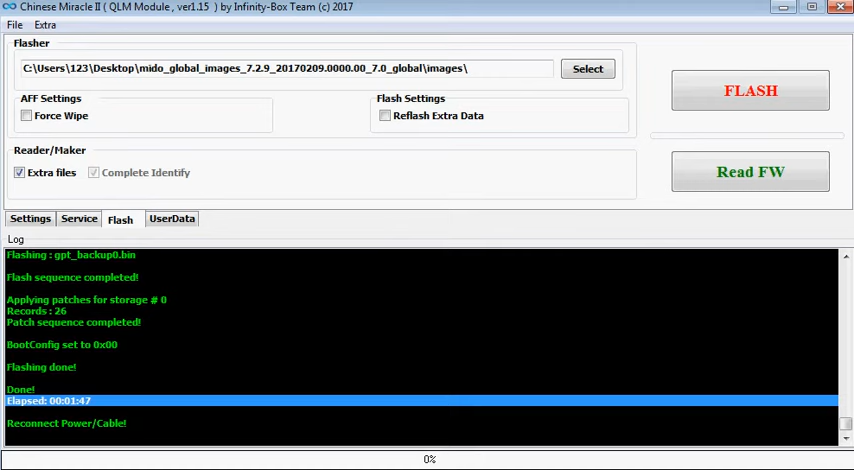 Chinese Miracle II ( QLM Module , ver1.15 ) by Infinity-Box Team (c) 2017
File Extra
Flasher
C:\Users\123\Desktop\mido_global_images_7.2.9_20170209.0000.00_7.0_global\images\
Select
FLASH
AFF Settings
Force Wipe
Flash Settings
Reflash Extra Data
Reader/Maker
Extra files
Complete Identify
Read FW
Settings Service Flash UserData
Log
Flashing : gpt_backup0.bin
Flash sequence completed!
Applying patches for storage # 0
Records : 26
Patch sequence completed!
BootConfig set to 0x00
Flashing done!
Done!
Elapsed: 00:01:47
Reconnect Power/Cable!
0%